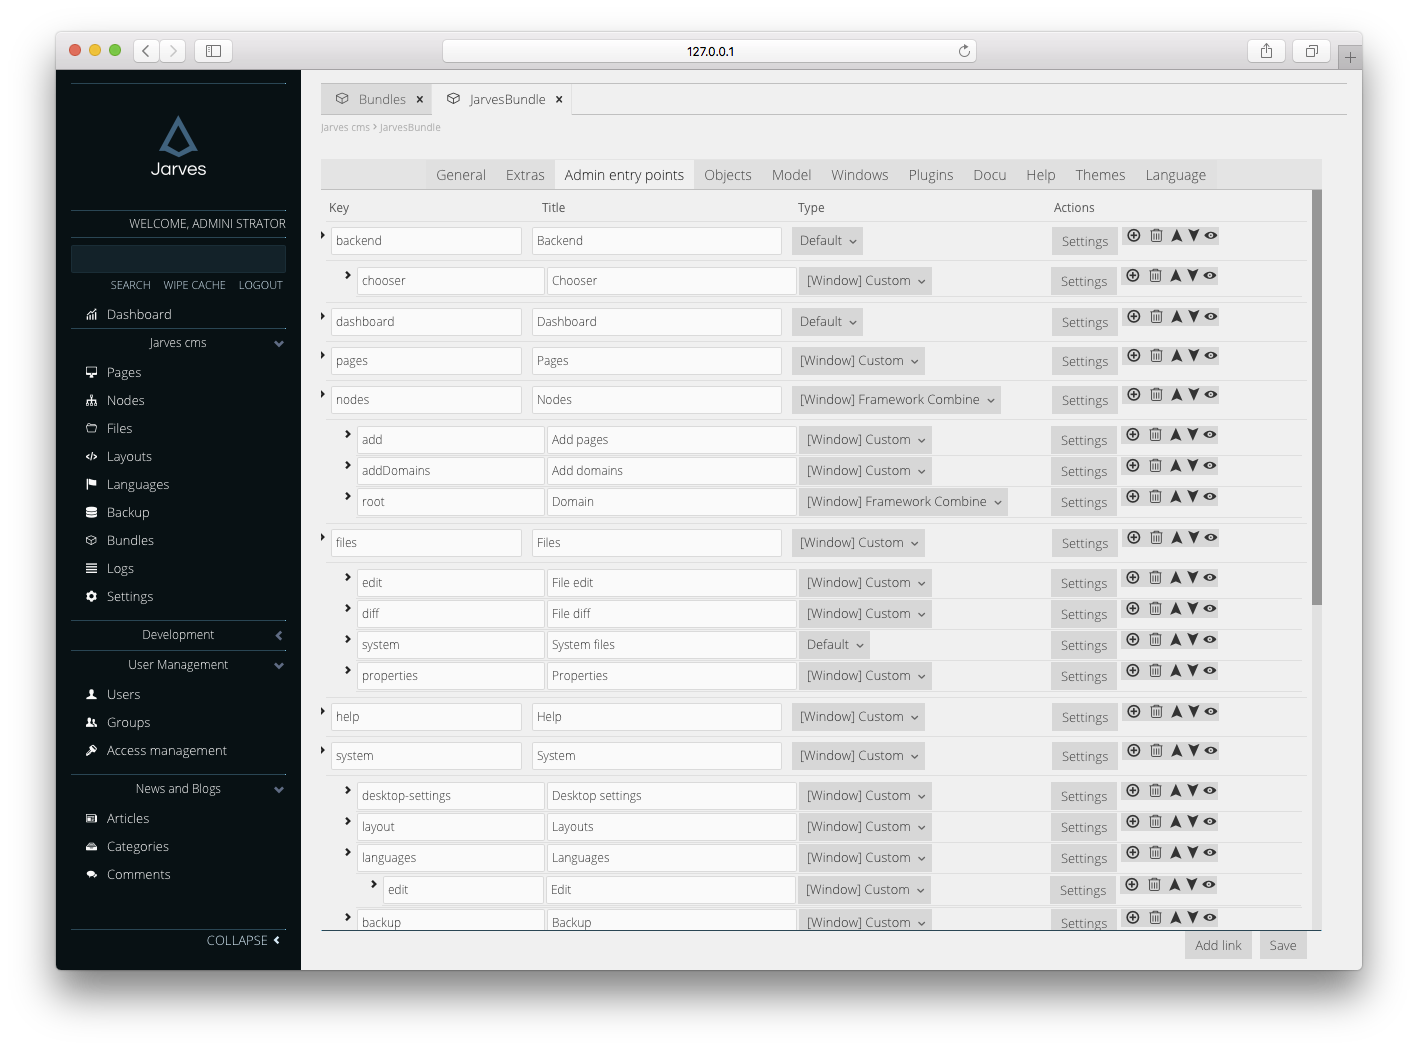 127.0.0.1
Jarves
WELCOME, ADMINI STRATOR
SEARCH WIPE CACHE LOGOUT
Dashboard
Jarves cms
Pages
Nodes
Files
Layouts
Languages
Backup
Bundles
Logs
Settings
Development
User Management
Users
Groups
Access management
News and Blogs
Articles
Categories
Comments
COLLAPSE
Bundles × JarvesBundle ×
Jarves cms › JarvesBundle
General Extras Admin entry points Objects Model Windows Plugins Docu Help Themes Language
Key Title Type Actions
backend Backend Default Settings
chooser Chooser [Window] Custom Settings
dashboard Dashboard Default Settings
pages Pages [Window] Custom Settings
nodes Nodes [Window] Framework Combine Settings
add Add pages [Window] Custom Settings
addDomains Add domains [Window] Custom Settings
root Domain [Window] Framework Combine Settings
files Files [Window] Custom Settings
edit File edit [Window] Custom Settings
diff File diff [Window] Custom Settings
system System files Default Settings
properties Properties [Window] Custom Settings
help Help [Window] Custom Settings
system System [Window] Custom Settings
desktop-settings Desktop settings [Window] Custom Settings
layout Layouts [Window] Custom Settings
languages Languages [Window] Custom Settings
edit Edit [Window] Custom Settings
backup Backup [Window] Custom Settings
Add link Save